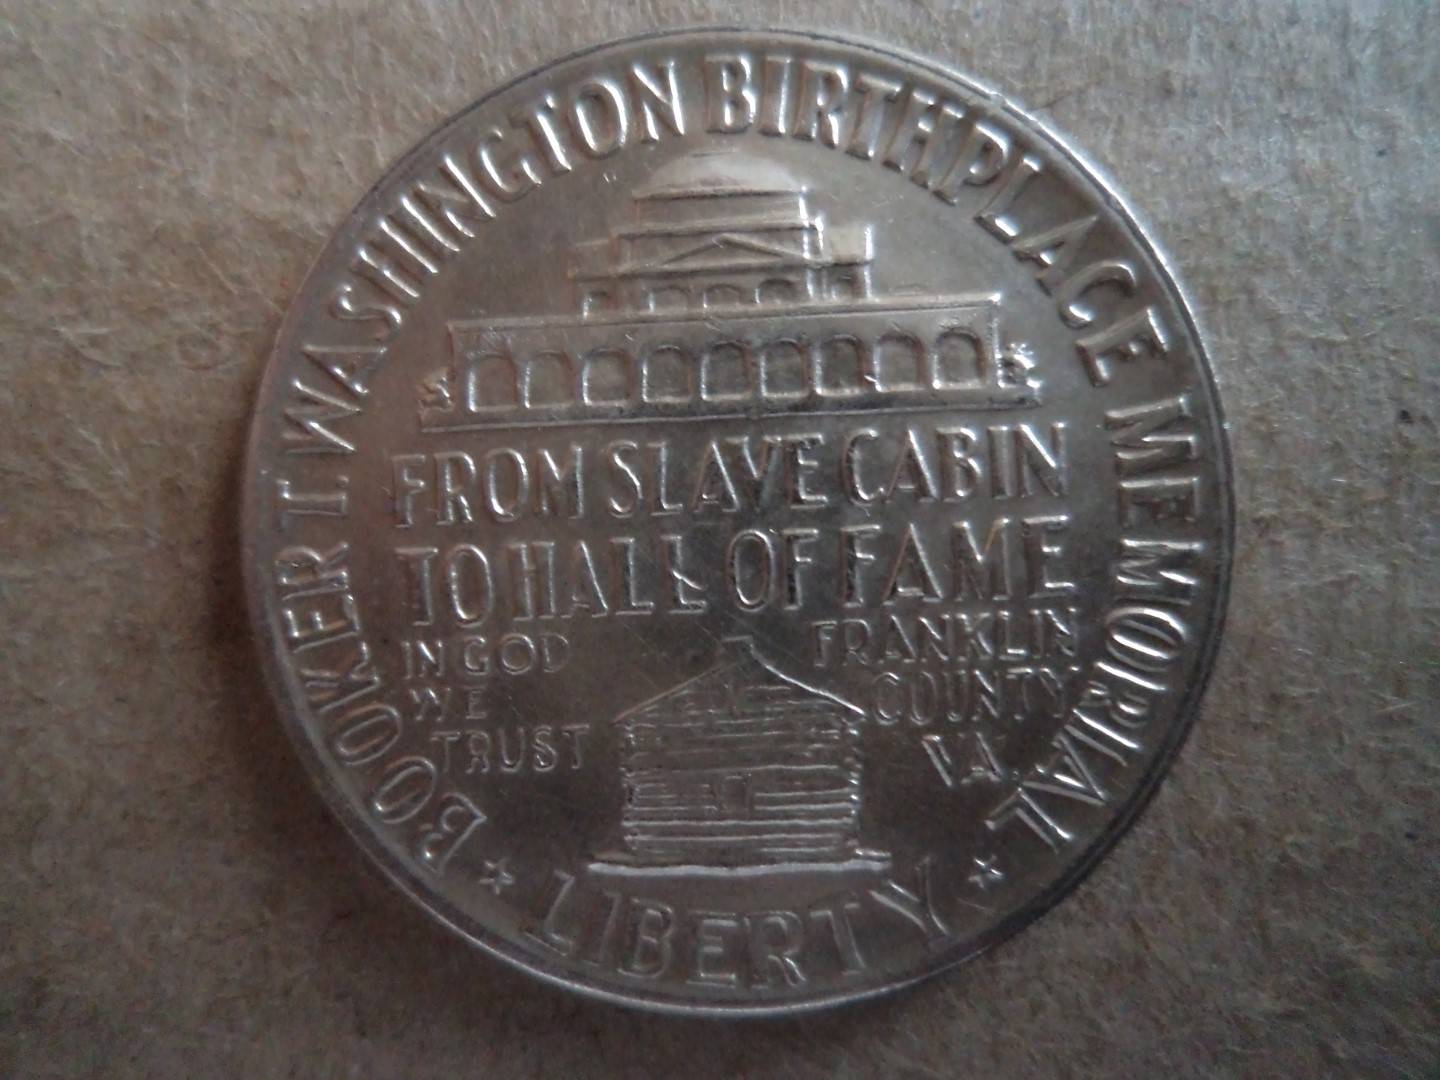 BOOKER T. WASHINGTON BIRTHPLACE MEMORIAL
FROM SLAVE CABIN
TO HALL OF FAME
IN GOD
WE
TRUST
FRANKLIN
COUNTY
VA.
LIBERTY